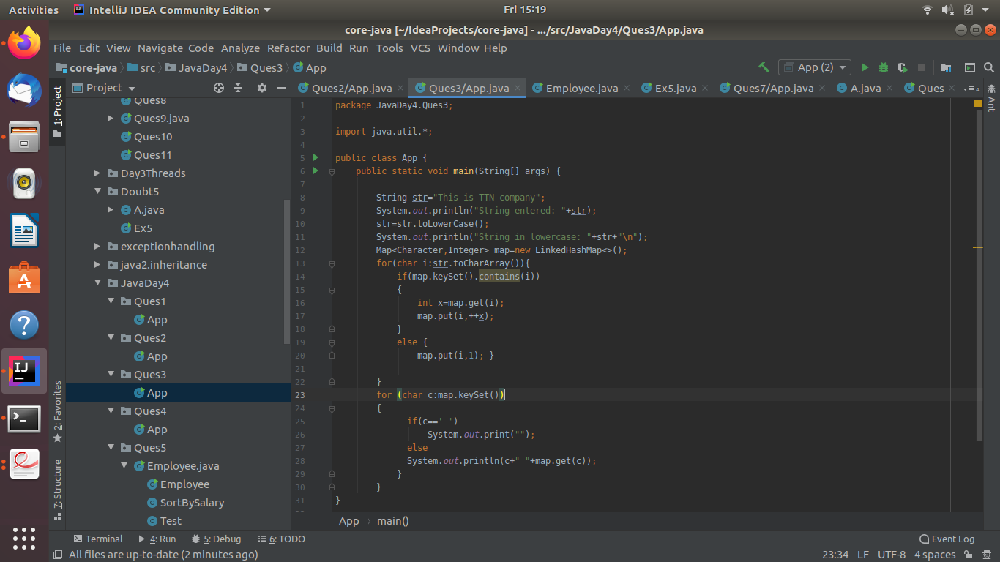 Activities
IntelliJ IDEA Community Edition
Fri 15:19
core-java [~/IdeaProjects/core-java] - .../src/JavaDay4/Ques3/App.java
File Edit View Navigate Code Analyze Refactor Build Run Tools VCS Window Help
core-java src JavaDay4 Ques3 App
App (2)
1: Project
2: Favorites
7: Structure
Project
Ques8
Ques9.java
Ques10
Ques11
Day3Threads
Doubt5
A.java
Ex5
exceptionhandling
java2.inheritance
JavaDay4
Ques1
App
Ques2
App
Ques3
App
Ques4
App
Ques5
Employee.java
Employee
SortBySalary
Test
Ques2/App.java Ques3/App.java Employee.java Ex5.java Ques7/App.java A.java Ques 4
Ant
1 package JavaDay4.Ques3;
2
3 import java.util.*;
4
5 public class App {
6 public static void main(String[] args) {
7
8 String str="This is TTN company";
9 System.out.println("String entered: "+str);
10 str=str.toLowerCase();
11 System.out.println("String in lowercase: "+str+"\n");
12 Map<Character,Integer> map=new LinkedHashMap<>();
13 for(char i:str.toCharArray()){
14 if(map.keySet().contains(i))
15 {
16 int x=map.get(i);
17 map.put(i,++x);
18 }
19 else {
20 map.put(i,1); }
21
22 }
23 for (char c:map.keySet())
24 {
25 if(c==' ')
26 System.out.print("");
27 else
28 System.out.println(c+" "+map.get(c));
29 }
30 }
31 }
App main()
Terminal 4: Run 5: Debug 6: TODO Event Log
All files are up-to-date (2 minutes ago) 23:34 LF UTF-8 4 spaces